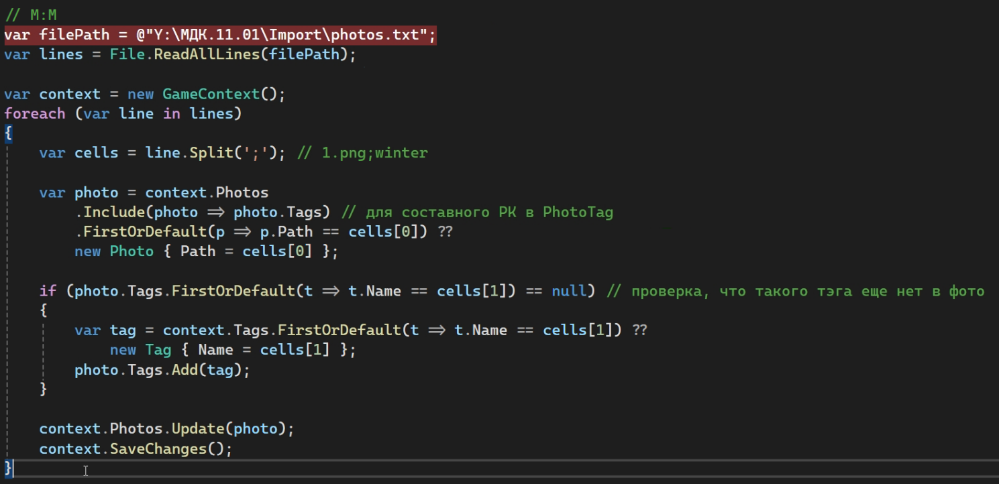 // M:M
var filePath = @"Y:\МДК.11.01\Import\photos.txt";
var lines = File.ReadAllLines(filePath);
var context = new GameContext();
foreach (var line in lines)
{
var cells = line.Split(';'); // 1.png;winter
var photo = context.Photos
.Include(photo => photo.Tags) // для составного PK в PhotoTag
.FirstOrDefault(p => p.Path == cells[0]) ??
new Photo { Path = cells[0] };
if (photo.Tags.FirstOrDefault(t => t.Name == cells[1]) == null) // проверка, что такого тэга еще нет в фото
{
var tag = context.Tags.FirstOrDefault(t => t.Name == cells[1]) ??
new Tag { Name = cells[1] };
photo.Tags.Add(tag);
}
context.Photos.Update(photo);
context.SaveChanges();
}